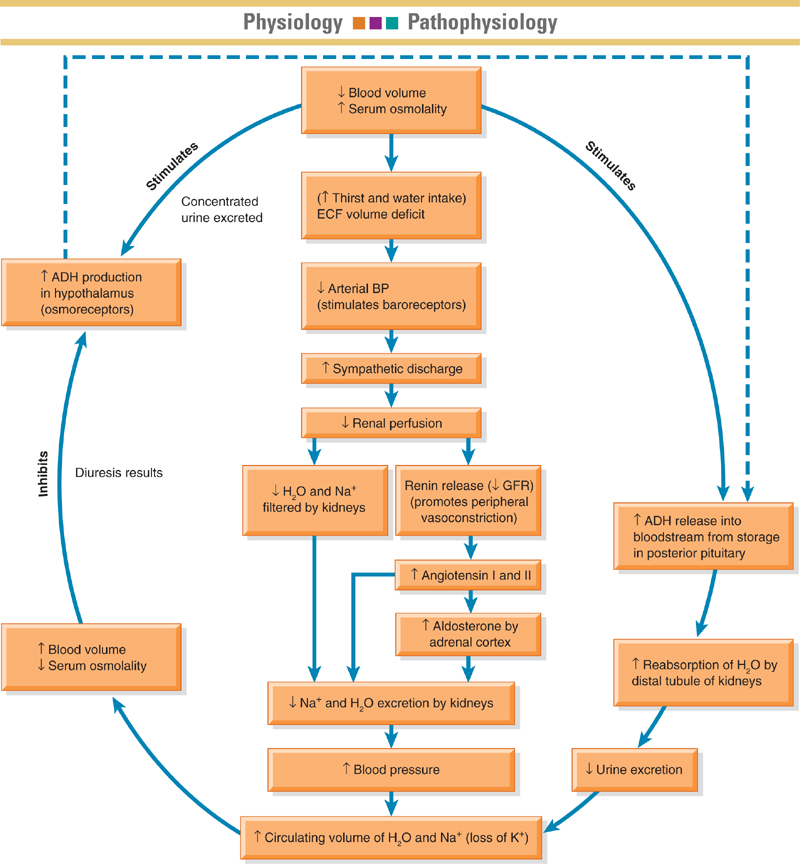 Physiology Pathophysiology
↓ Blood volume
↑ Serum osmolality
Stimulates
Stimulates
Concentrated
urine excreted
(↑ Thirst and water intake)
ECF volume deficit
↑ ADH production
in hypothalamus
(osmoreceptors)
↓ Arterial BP
(stimulates baroreceptors)
↑ Sympathetic discharge
↓ Renal perfusion
Inhibits
Diuresis results
↓ H₂O and Na⁺
filtered by kidneys
Renin release (↓ GFR)
(promotes peripheral
vasoconstriction)
↑ ADH release into
bloodstream from storage
in posterior pituitary
↑ Angiotensin I and II
↑ Aldosterone by
adrenal cortex
↑ Blood volume
↓ Serum osmolality
↑ Reabsorption of H₂O by
distal tubule of kidneys
↓ Na⁺ and H₂O excretion by kidneys
↑ Blood pressure
↓ Urine excretion
↑ Circulating volume of H₂O and Na⁺ (loss of K⁺)